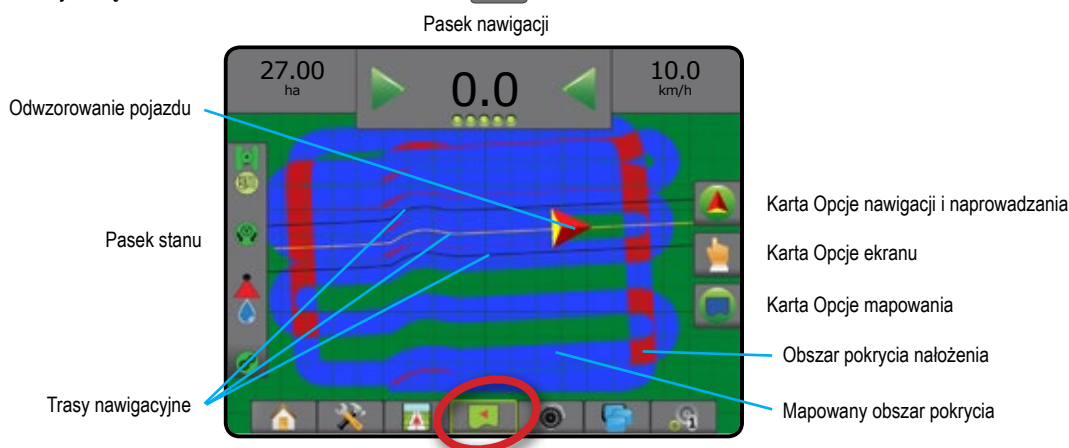 Pasek nawigacji
27.00
ha
0.0
10.0
km/h
Odwzorowanie pojazdu
Pasek stanu
Trasy nawigacyjne
Karta Opcje nawigacji i naprowadzania
Karta Opcje ekranu
Karta Opcje mapowania
Obszar pokrycia nałożenia
Mapowany obszar pokrycia
1